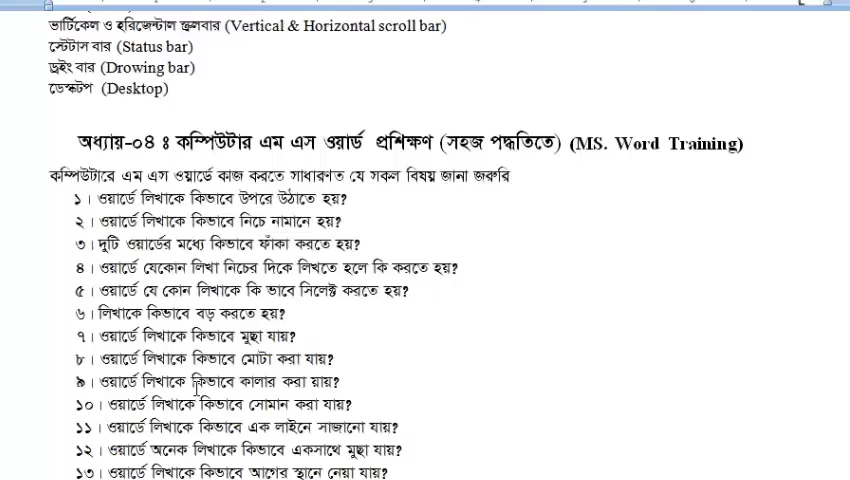 ভার্টিকেল ও হরিজেন্টাল স্ক্রলবার (Vertical & Horizontal scroll bar)
স্টেটাস বার (Status bar)
ড্রইং বার (Drowing bar)
ডেস্কটপ (Desktop)
অধ্যায়-০৪ ঃ কম্পিউটার এম এস ওয়ার্ড প্রশিক্ষণ (সহজ পদ্ধতিতে) (MS. Word Training)
কম্পিউটারে এম এস ওয়ার্ডে কাজ করতে সাধারণত যে সকল বিষয় জানা জরুরি
১। ওয়ার্ডে লিখাকে কিভাবে উপরে উঠাতে হয়?
২। ওয়ার্ডে লিখাকে কিভাবে নিচে নামানে হয়?
৩। দুটি ওয়ার্ডের মধ্যে কিভাবে ফাঁকা করতে হয়?
৪। ওয়ার্ডে যেকোন লিখা নিচের দিকে লিখতে হলে কি করতে হয়?
৫। ওয়ার্ডে যে কোন লিখাকে কি ভাবে সিলেক্ট করতে হয়?
৬। লিখাকে কিভাবে বড় করতে হয়?
৭। ওয়ার্ডে লিখাকে কিভাবে মুছা যায়?
৮। ওয়ার্ডে লিখাকে কিভাবে মোটা করা যায়?
৯। ওয়ার্ডে লিখাকে কিভাবে কালার করা য়ায়?
১০। ওয়ার্ডে লিখাকে কিভাবে সোমান করা যায়?
১১। ওয়ার্ডে লিখাকে কিভাবে এক লাইনে সাজানো যায়?
১২। ওয়ার্ডে অনেক লিখাকে কিভাবে একসাথে মুছা যায়?
১৩। ওয়ার্ডে লিখাকে কিভাবে আগের স্থানে নেয়া যায়?